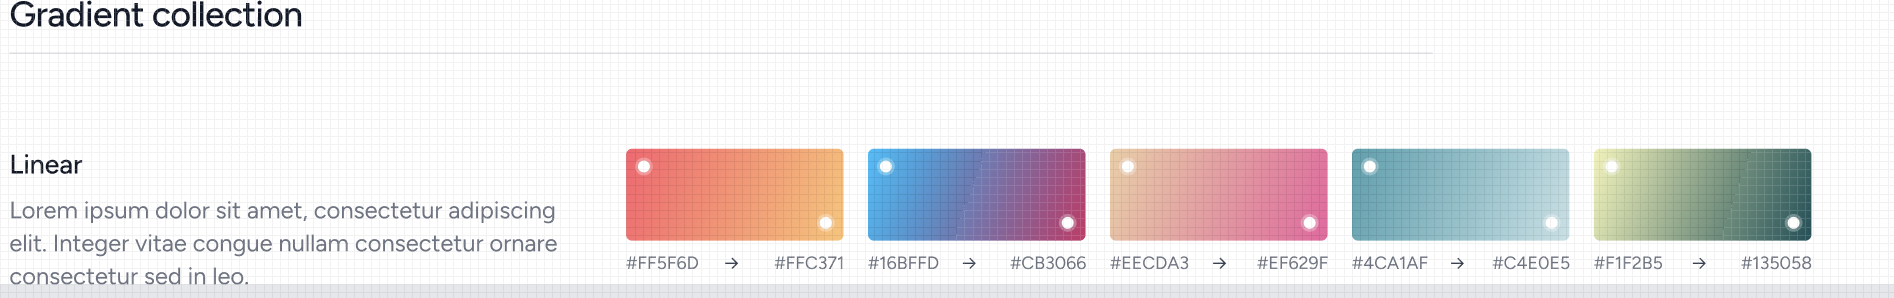 Gradient collection
Linear
Lorem ipsum dolor sit amet, consectetur adipiscing
elit. Integer vitae congue nullam consectetur ornare
consectetur sed in leo.
#FF5F6D → #FFC371
#16BFFD → #CB3066
#EECDA3 → #EF629F
#4CA1AF → #C4E0E5
#F1F2B5 → #135058